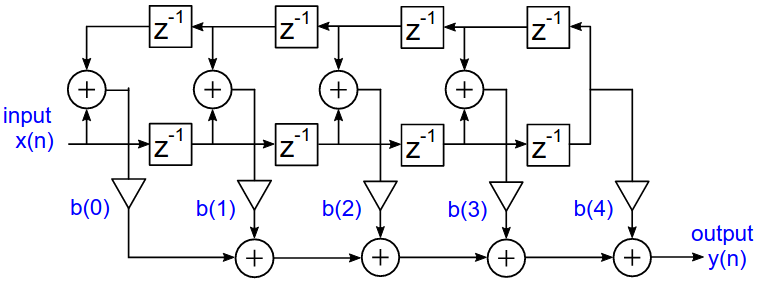 z-1 z-1 z-1 z-1
+ + + +
input
x(n)
z-1 z-1 z-1 z-1
b(0) b(1) b(2) b(3) b(4)
output
y(n)
+ + + +